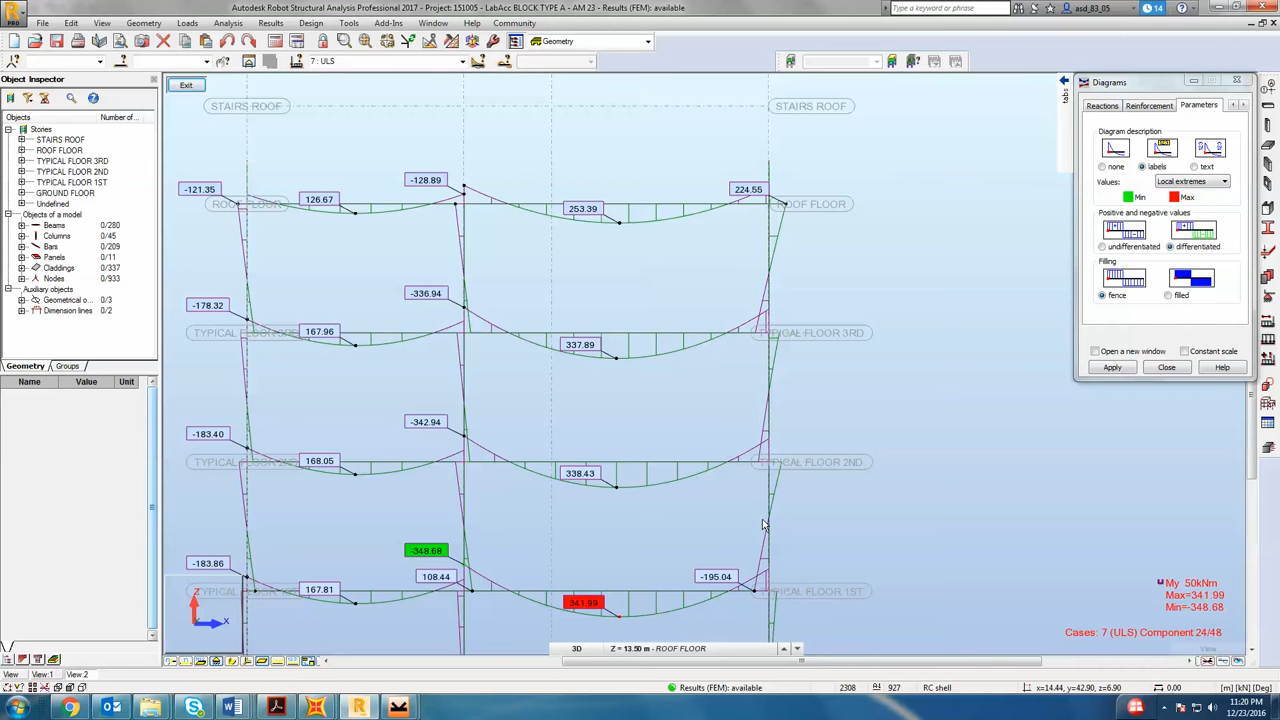 Autodesk Robot Structural Analysis Professional 2017 - Project: 151005 - LabAcc BLOCK TYPE A - AM 23 - Results (FEM): available
Type a keyword or phrase
asd_83_05
14
PRO
File Edit View Geometry Loads Analysis Results Design Tools Add-Ins Window Help Community
Geometry
7 : ULS
Object Inspector
Objects Number of...
Stories
STAIRS ROOF
ROOF FLOOR
TYPICAL FLOOR 3RD
TYPICAL FLOOR 2ND
TYPICAL FLOOR 1ST
GROUND FLOOR
Undefined
Objects of a model
Beams 0/280
Columns 0/45
Bars 0/209
Panels 0/11
Claddings 0/337
Nodes 0/933
Auxiliary objects
Geometrical o... 0/3
Dimension lines 0/2
Geometry Groups
Name Value Unit
Exit
STAIRS ROOF STAIRS ROOF
-121.35 126.67 -128.89 253.39 224.55
ROOF FLOOR ROOF FLOOR
-178.32 167.96 -336.94 337.89
TYPICAL FLOOR 3RD TYPICAL FLOOR 3RD
-183.40 168.05 -342.94 338.43
TYPICAL FLOOR 2ND TYPICAL FLOOR 2ND
-183.86 167.81 -348.68 108.44 341.99 -195.04
TYPICAL FLOOR 1ST TYPICAL FLOOR 1ST
Z
X
tabs
Diagrams
Reactions Reinforcement Parameters
Diagram description
none labels text
Values: Local extremes
Min Max
Positive and negative values
undifferentiated differentiated
Filling
fence filled
Open a new window Constant scale
Apply Close Help
My 50kNm
Max=341.99
Min=-348.68
Cases: 7 (ULS) Component 24/48
View
3D Z = 13.50 m - ROOF FLOOR
View View:1 View:2
Results (FEM): available 2308 927 RC shell x=14.44, y=42.90, z=6.90 0.00 [m] [kN] [Deg]
11:20 PM
12/23/2016